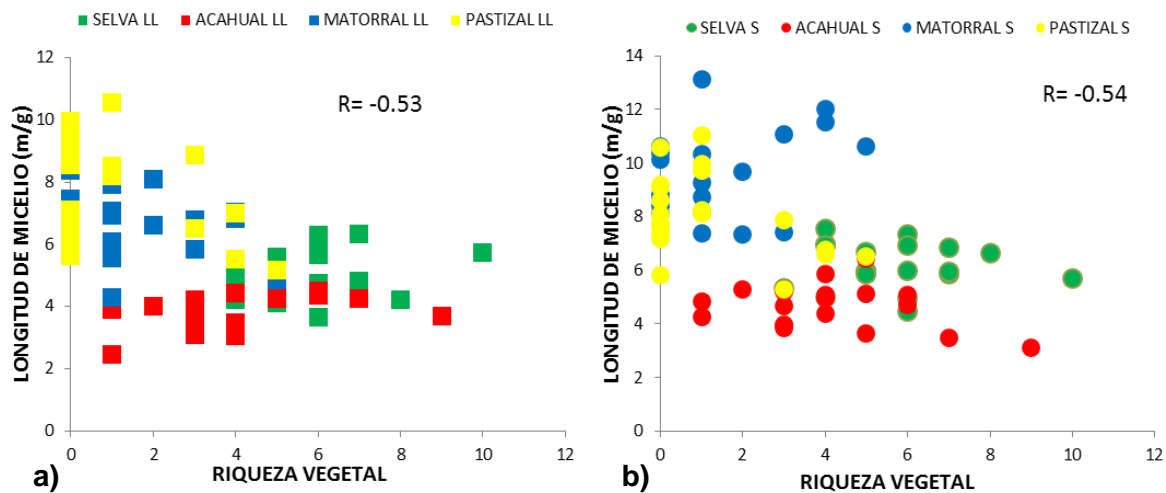 SELVA LL ACAHUAL LL MATORRAL LL PASTIZAL LL
12
10
8
6
4
2
0
LONGITUD DE MICELIO (m/g)
R= -0.53
0 2 4 6 8 10 12
RIQUEZA VEGETAL
a)
SELVA S ACAHUAL S MATORRAL S PASTIZAL S
14
12
10
8
6
4
2
0
LONGITUD DE MICELIO (m/g)
R= -0.54
0 2 4 6 8 10 12
RIQUEZA VEGETAL
b)